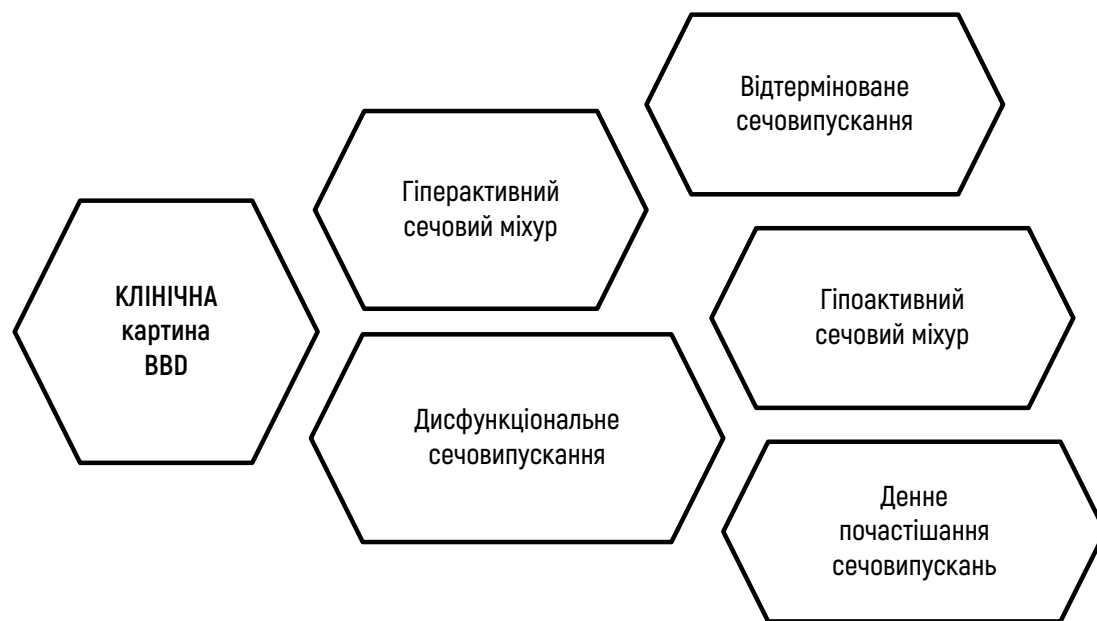 КЛІНІЧНА
картина
BBD
Гіперактивний
сечовий міхур
Дисфункціональне
сечовипускання
Відтерміноване
сечовипускання
Гіпоактивний
сечовий міхур
Денне
почастішання
сечовипускань